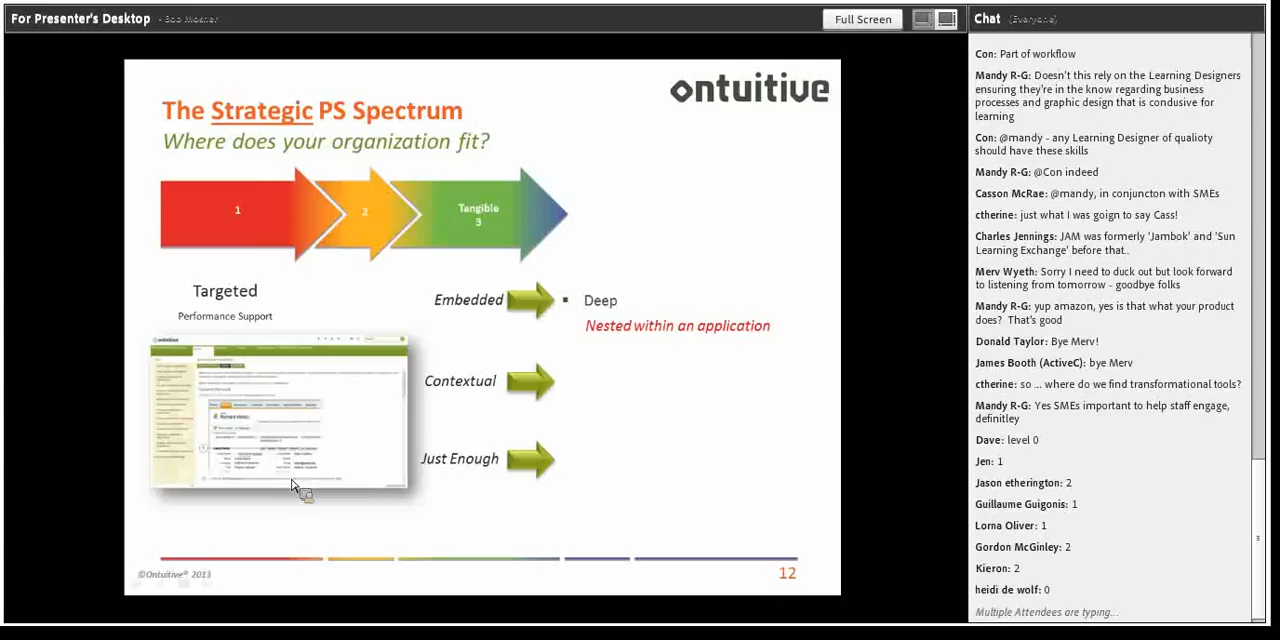 For Presenter's Desktop - Bob Mosher
Full Screen
ontuitive
The Strategic PS Spectrum
Where does your organization fit?
1
2
Tangible
3
Targeted
Performance Support
ontuitive
Embedded
▪ Deep
Nested within an application
Contextual
Just Enough
©Ontuitive® 2013
12
Chat (Everyone)
Con: Part of workflow
Mandy R-G: Doesn't this rely on the Learning Designers
ensuring they're in the know regarding business
processes and graphic design that is condusive for
learning
Con: @mandy - any Learning Designer of qualioty
should have these skills
Mandy R-G: @Con indeed
Casson McRae: @mandy, in conjuncton with SMEs
ctherine: just what I was goign to say Cass!
Charles Jennings: JAM was formerly 'Jambok' and 'Sun
Learning Exchange' before that..
Merv Wyeth: Sorry I need to duck out but look forward
to listening from tomorrow - goodbye folks
Mandy R-G: yup amazon, yes is that what your product
does? That's good
Donald Taylor: Bye Merv!
James Booth (ActiveC): bye Merv
ctherine: so ... where do we find transformational tools?
Mandy R-G: Yes SMEs important to help staff engage,
definitley
Dave: level 0
Jen: 1
Jason etherington: 2
Guillaume Guigonis: 1
Lorna Oliver: 1
Gordon McGinley: 2
Kieron: 2
heidi de wolf: 0
Multiple Attendees are typing...